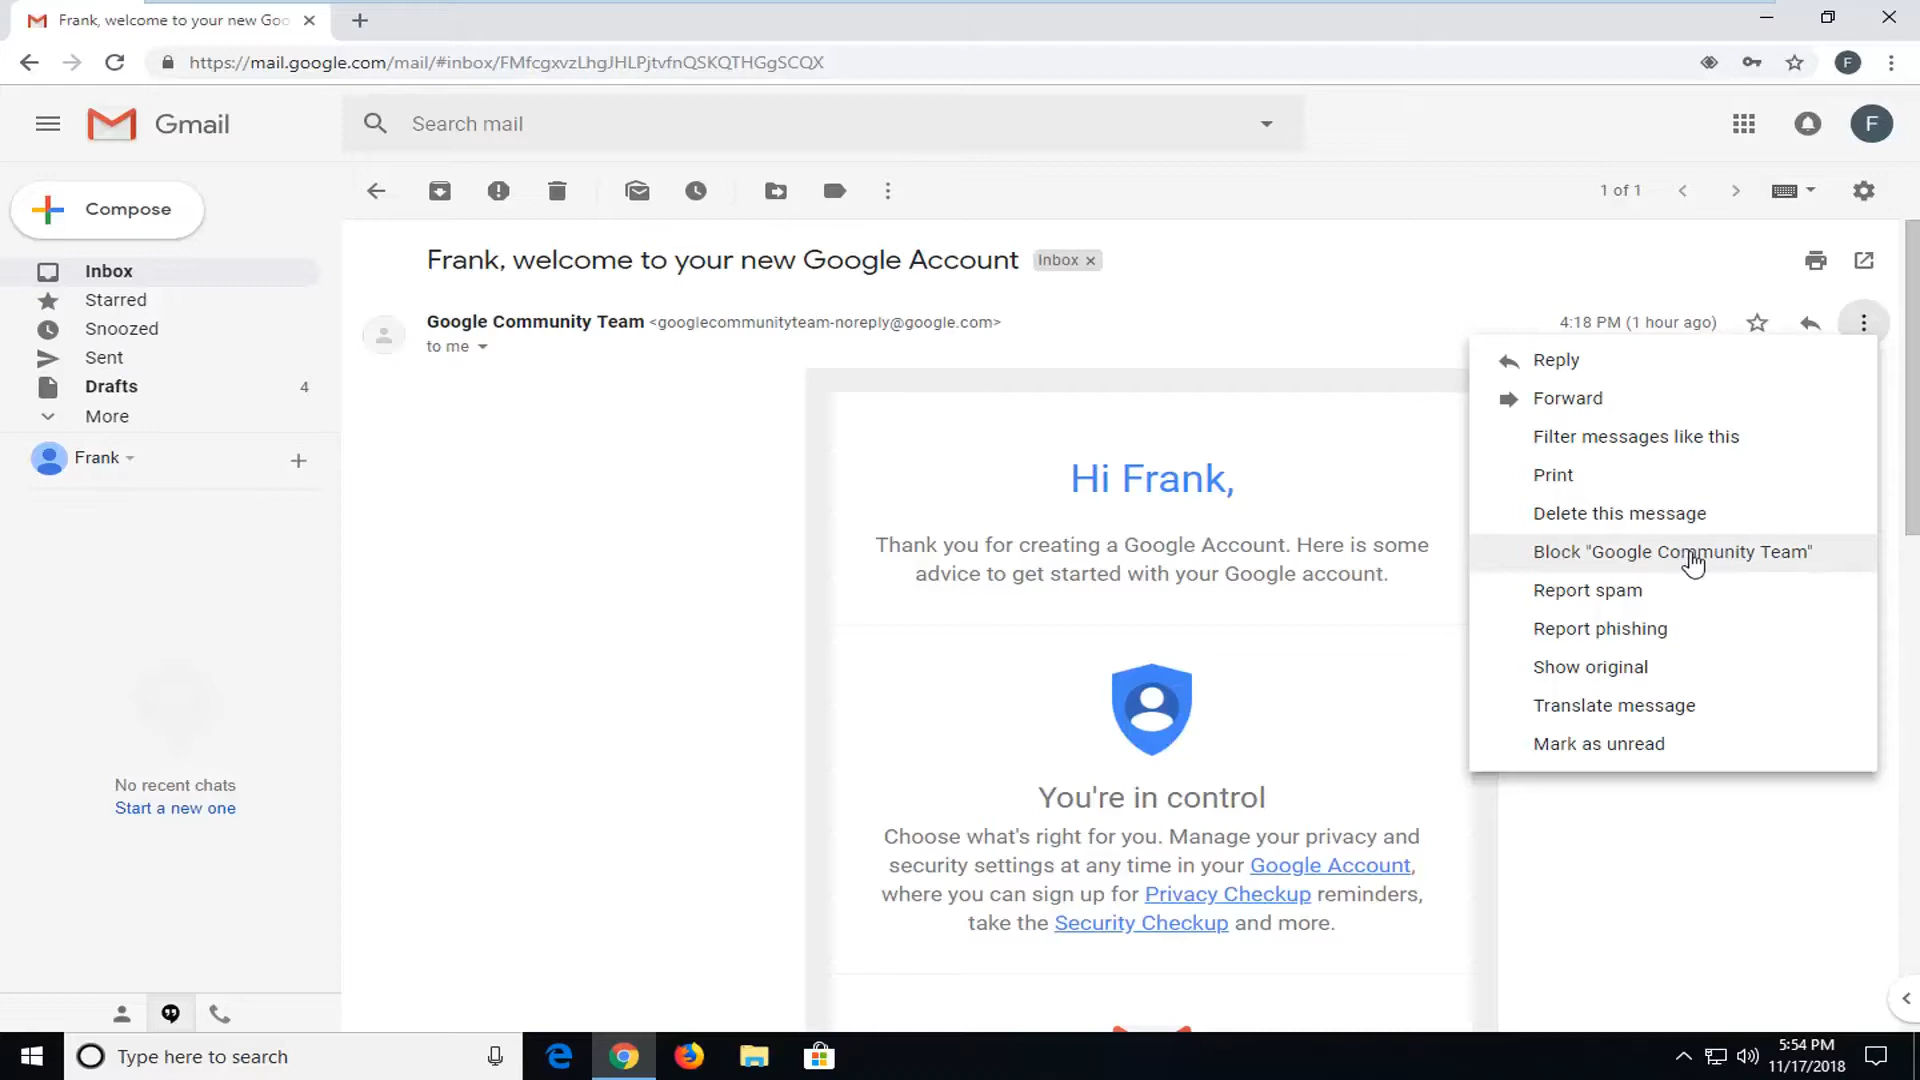 Frank, welcome to your new Goo
https://mail.google.com/mail/#inbox/FMfcgxvzLhgJHLPjtvfnQSKQTHGgSCQX
F
Gmail
Search mail
F
Compose
1 of 1
Inbox
Starred
Snoozed
Sent
Drafts 4
More
Frank
No recent chats
Start a new one
Frank, welcome to your new Google Account
Inbox x
Google Community Team <googlecommunityteam-noreply@google.com>
4:18 PM (1 hour ago)
to me
Hi Frank,
Thank you for creating a Google Account. Here is some
advice to get started with your Google account.
You're in control
Choose what's right for you. Manage your privacy and
security settings at any time in your Google Account,
where you can sign up for Privacy Checkup reminders,
take the Security Checkup and more.
Reply
Forward
Filter messages like this
Print
Delete this message
Block "Google Community Team"
Report spam
Report phishing
Show original
Translate message
Mark as unread
Type here to search
5:54 PM
11/17/2018